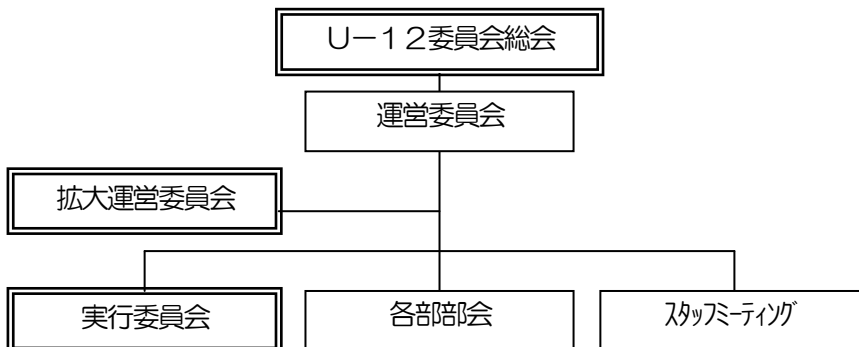 U－１２委員会総会
運営委員会
拡大運営委員会
実行委員会
各部部会
ｽﾀｯﾌﾐｰﾃｨﾝｸﾞ